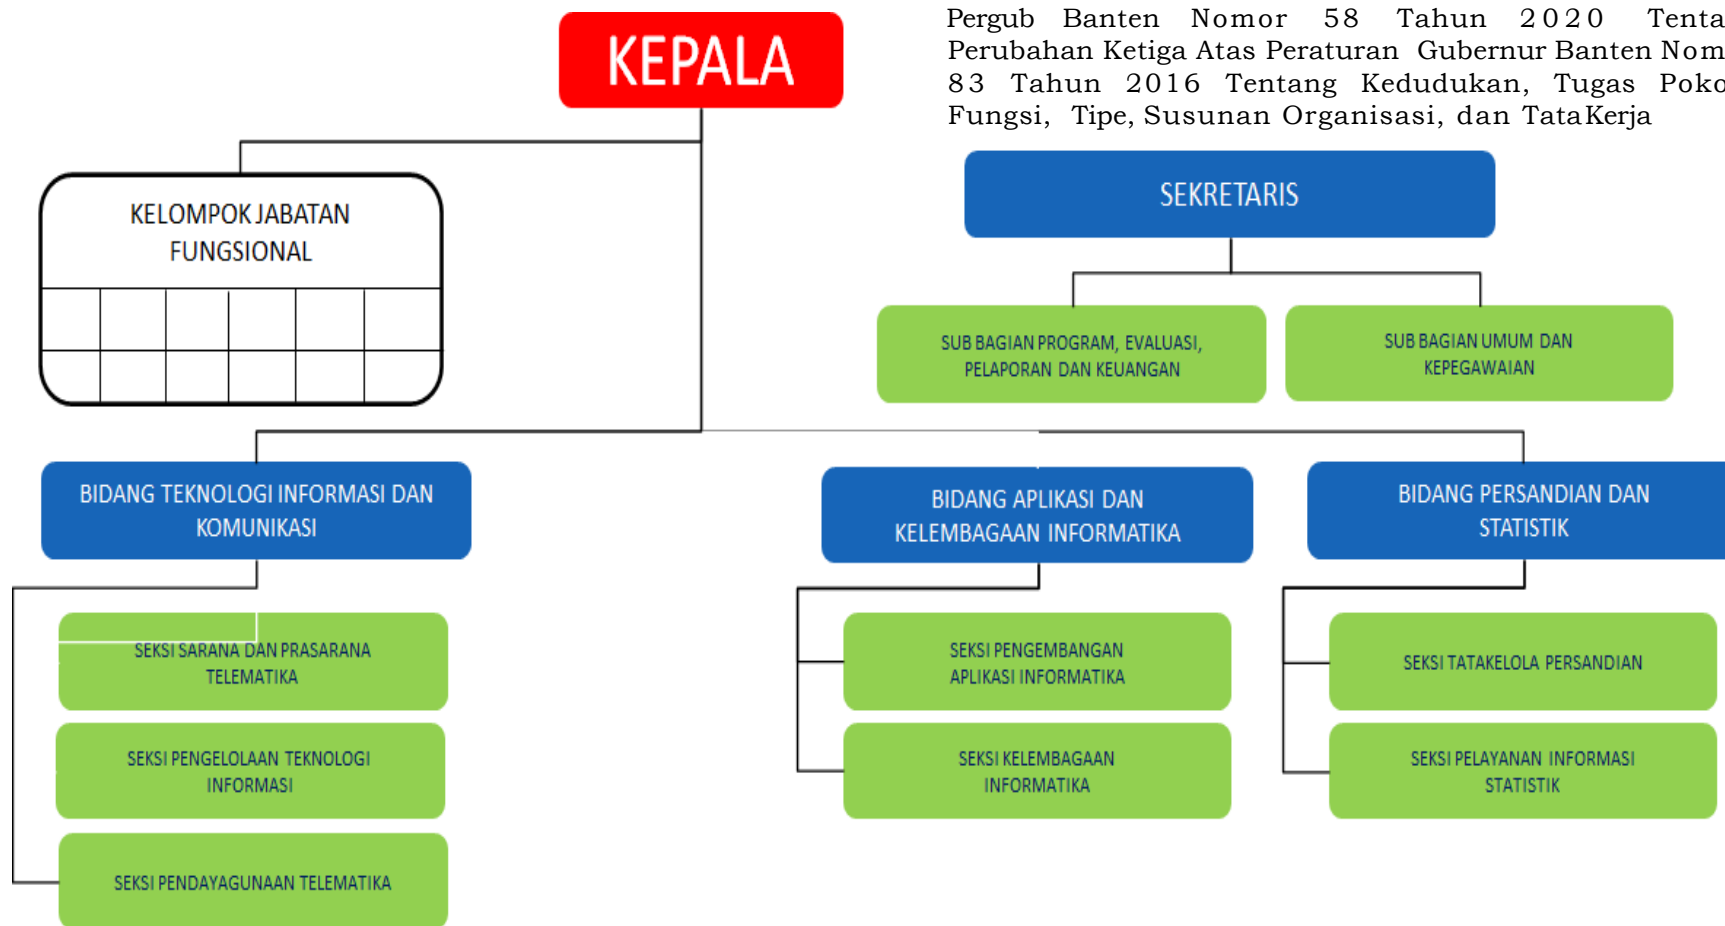 KEPALA
Pergub Banten Nomor 58 Tahun 2020 Tenta
Perubahan Ketiga Atas Peraturan Gubernur Banten Nom
83 Tahun 2016 Tentang Kedudukan, Tugas Poko
Fungsi, Tipe, Susunan Organisasi, dan TataKerja
KELOMPOK JABATAN
FUNGSIONAL
SEKRETARIS
SUB BAGIAN PROGRAM, EVALUASI,
PELAPORAN DAN KEUANGAN
SUB BAGIAN UMUM DAN
KEPEGAWAIAN
BIDANG TEKNOLOGI INFORMASI DAN
KOMUNIKASI
BIDANG APLIKASI DAN
KELEMBAGAAN INFORMATIKA
BIDANG PERSANDIAN DAN
STATISTIK
SEKSI SARANA DAN PRASARANA
TELEMATIKA
SEKSI PENGELOLAAN TEKNOLOGI
INFORMASI
SEKSI PENDAYAGUNAAN TELEMATIKA
SEKSI PENGEMBANGAN
APLIKASI INFORMATIKA
SEKSI KELEMBAGAAN
INFORMATIKA
SEKSI TATAKELOLA PERSANDIAN
SEKSI PELAYANAN INFORMASI
STATISTIK